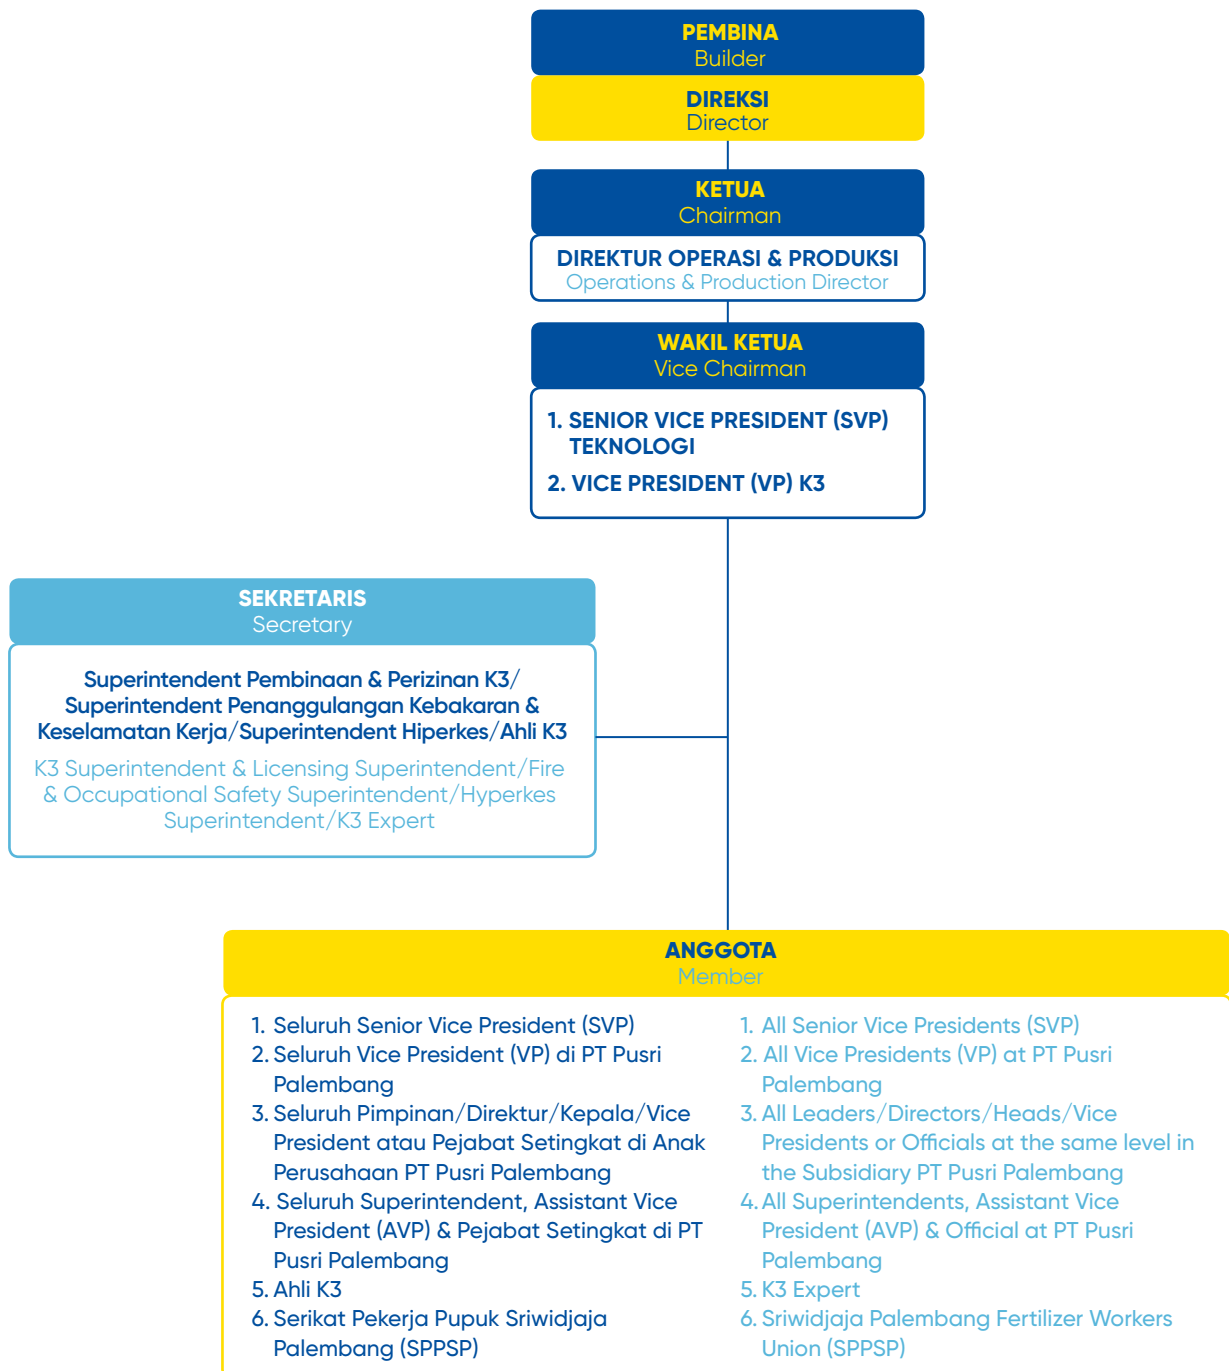 PEMBINA
Builder
DIREKSI
Director
KETUA
Chairman
DIREKTUR OPERASI & PRODUKSI
Operations & Production Director
WAKIL KETUA
Vice Chairman
1. SENIOR VICE PRESIDENT (SVP)
TEKNOLOGI
2. VICE PRESIDENT (VP) K3
SEKRETARIS
Secretary
Superintendent Pembinaan & Perizinan K3/
Superintendent Penanggulangan Kebakaran &
Keselamatan Kerja/Superintendent Hiperkes/Ahli K3
K3 Superintendent & Licensing Superintendent/Fire
& Occupational Safety Superintendent/Hyperkes
Superintendent/K3 Expert
ANGGOTA
Member
1. Seluruh Senior Vice President (SVP)
2. Seluruh Vice President (VP) di PT Pusri
Palembang
3. Seluruh Pimpinan/Direktur/Kepala/Vice
President atau Pejabat Setingkat di Anak
Perusahaan PT Pusri Palembang
4. Seluruh Superintendent, Assistant Vice
President (AVP) & Pejabat Setingkat di PT
Pusri Palembang
5. Ahli K3
6. Serikat Pekerja Pupuk Sriwidjaja
Palembang (SPPSP)
1. All Senior Vice Presidents (SVP)
2. All Vice Presidents (VP) at PT Pusri
Palembang
3. All Leaders/Directors/Heads/Vice
Presidents or Officials at the same level in
the Subsidiary PT Pusri Palembang
4. All Superintendents, Assistant Vice
President (AVP) & Official at PT Pusri
Palembang
5. K3 Expert
6. Sriwidjaja Palembang Fertilizer Workers
Union (SPPSP)